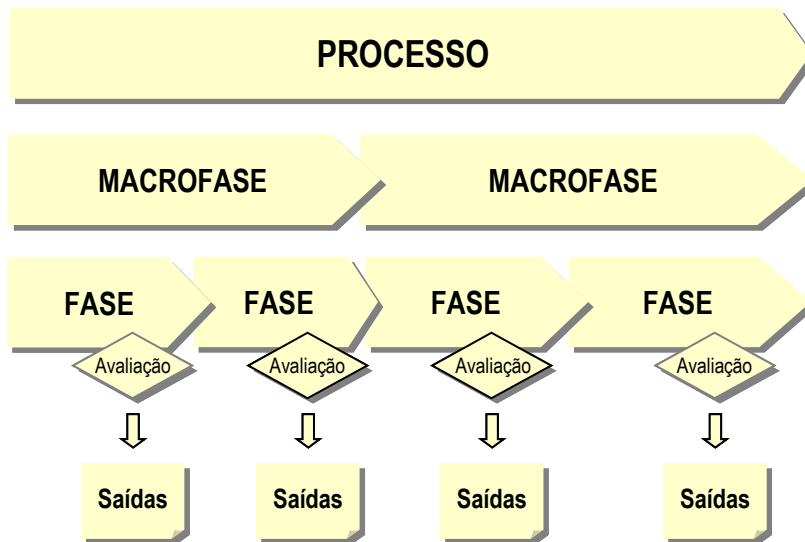 PROCESSO
MACROFASE
MACROFASE
FASE
FASE
FASE
FASE
Avaliação
Avaliação
Avaliação
Avaliação
Saídas
Saídas
Saídas
Saídas